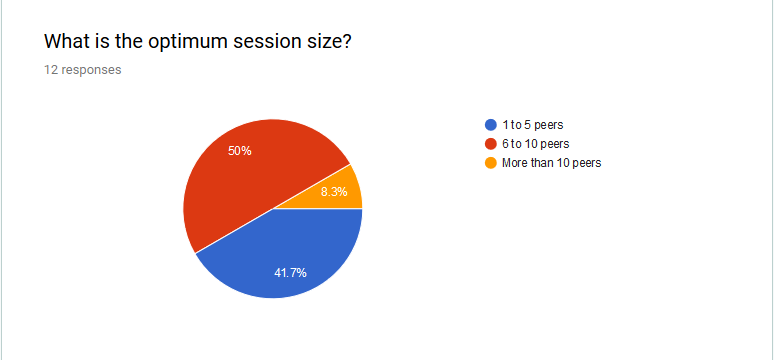 What is the optimum session size?
12 responses
50%
8.3%
41.7%
1 to 5 peers
6 to 10 peers
More than 10 peers